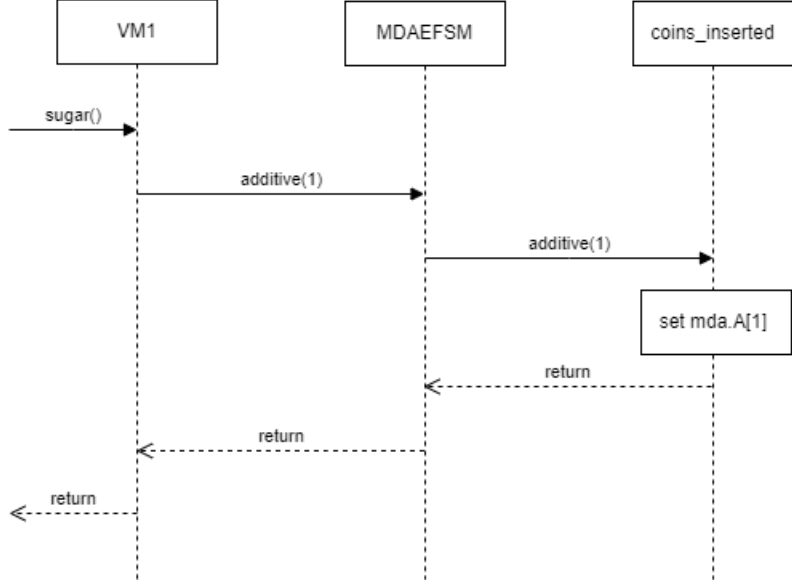 VM1
MDAEFSM
coins_inserted
sugar()
additive(1)
additive(1)
set mda.A[1]
return
return
return